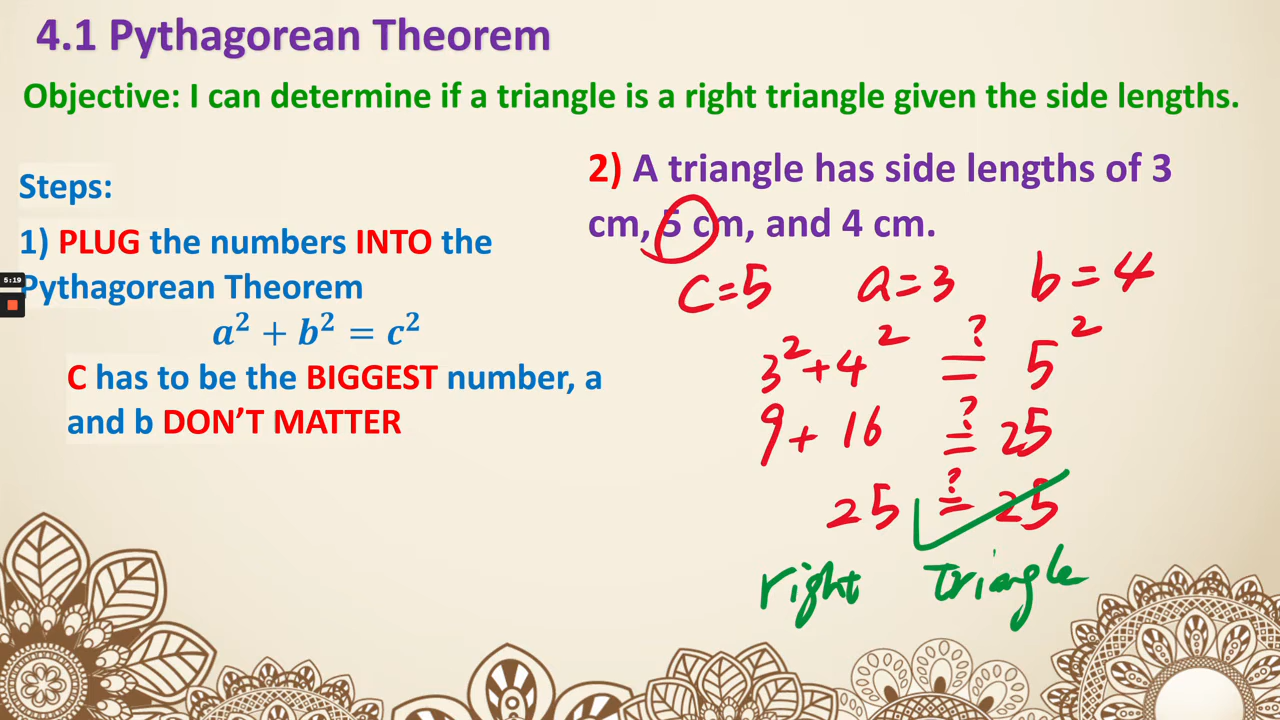 4.1 Pythagorean Theorem
Objective: I can determine if a triangle is a right triangle given the side lengths.
Steps:
1) PLUG the numbers INTO the
Pythagorean Theorem
a² + b² = c²
C has to be the BIGGEST number, a
and b DON'T MATTER
5:19
2) A triangle has side lengths of 3
cm, 5 cm, and 4 cm.
c=5 a=3 b=4
3²+4² ≟ 5²
9+16 ≟ 25
25 ≟ 25
right triangle